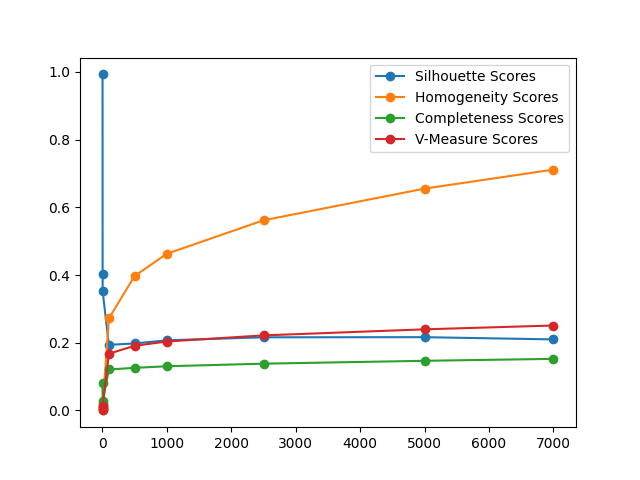 Silhouette Scores
Homogeneity Scores
Completeness Scores
V-Measure Scores
1.0
0.8
0.6
0.4
0.2
0.0
0 1000 2000 3000 4000 5000 6000 7000